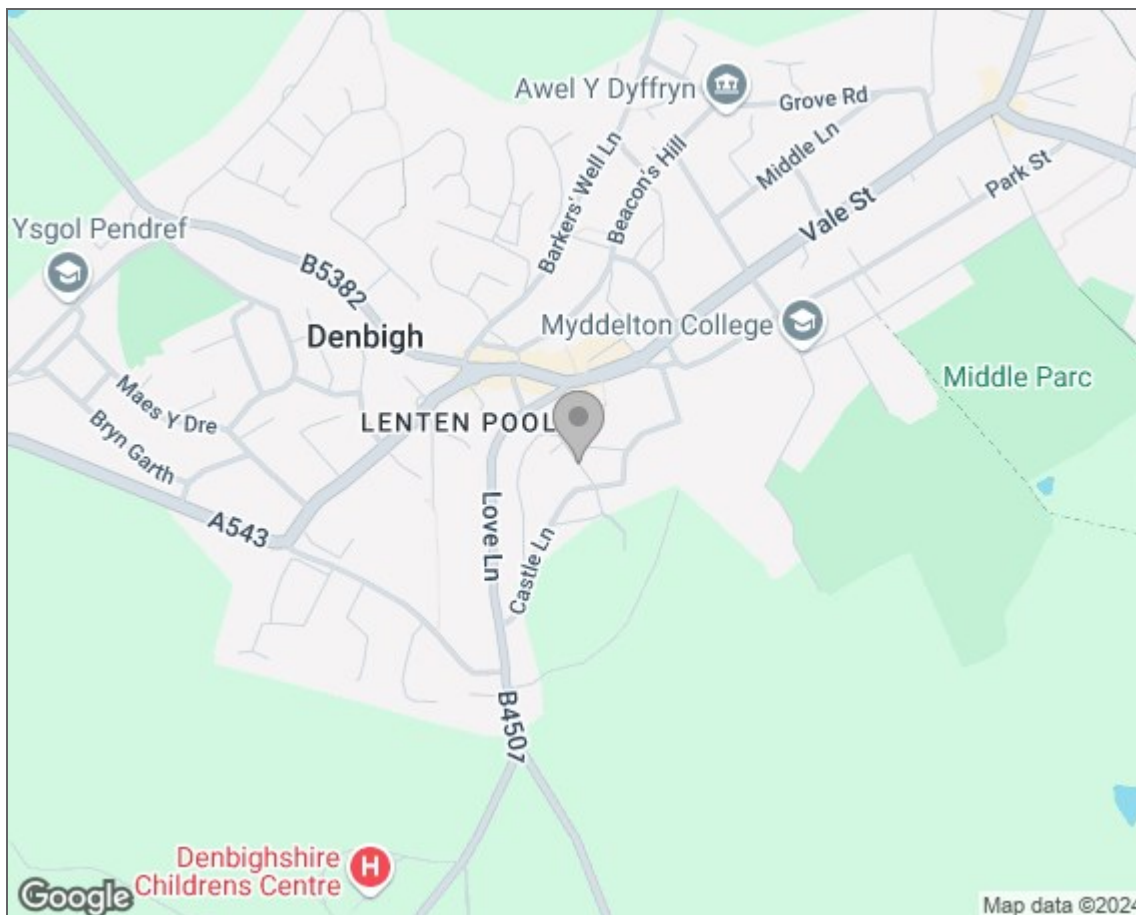 Awel Y Dyffryn
Grove Rd
Middle Ln
Park St
Barkers' Well Ln
Beacon's Hill
Vale St
Ysgol Pendref
B5382
Denbigh
Myddelton College
Middle Parc
Maes Y Dre
LENTEN POOL
Bryn Garth
A543
Love Ln
Castle Ln
B4507
Denbighshire
Childrens Centre
H
Google
Map data ©2024